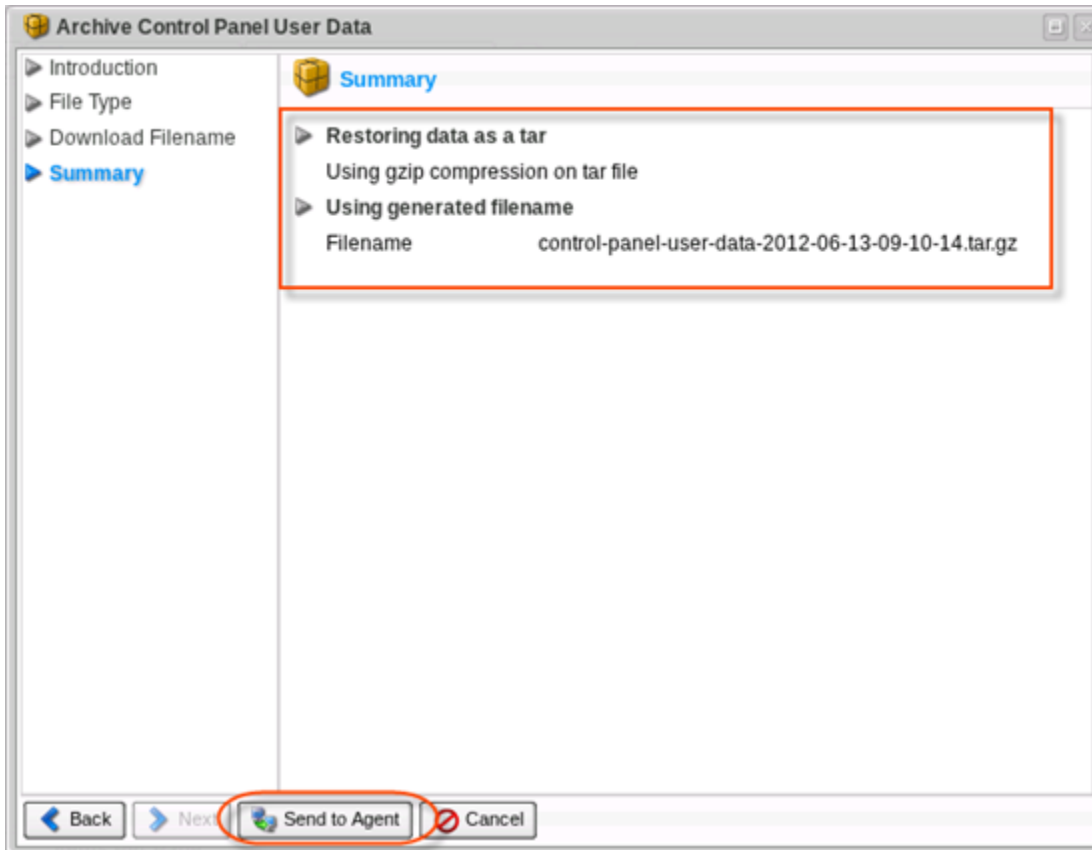 Archive Control Panel User Data
Introduction
File Type
Download Filename
Summary
Summary
Restoring data as a tar
Using gzip compression on tar file
Using generated filename
Filename control-panel-user-data-2012-06-13-09-10-14.tar.gz
Back Next Send to Agent Cancel